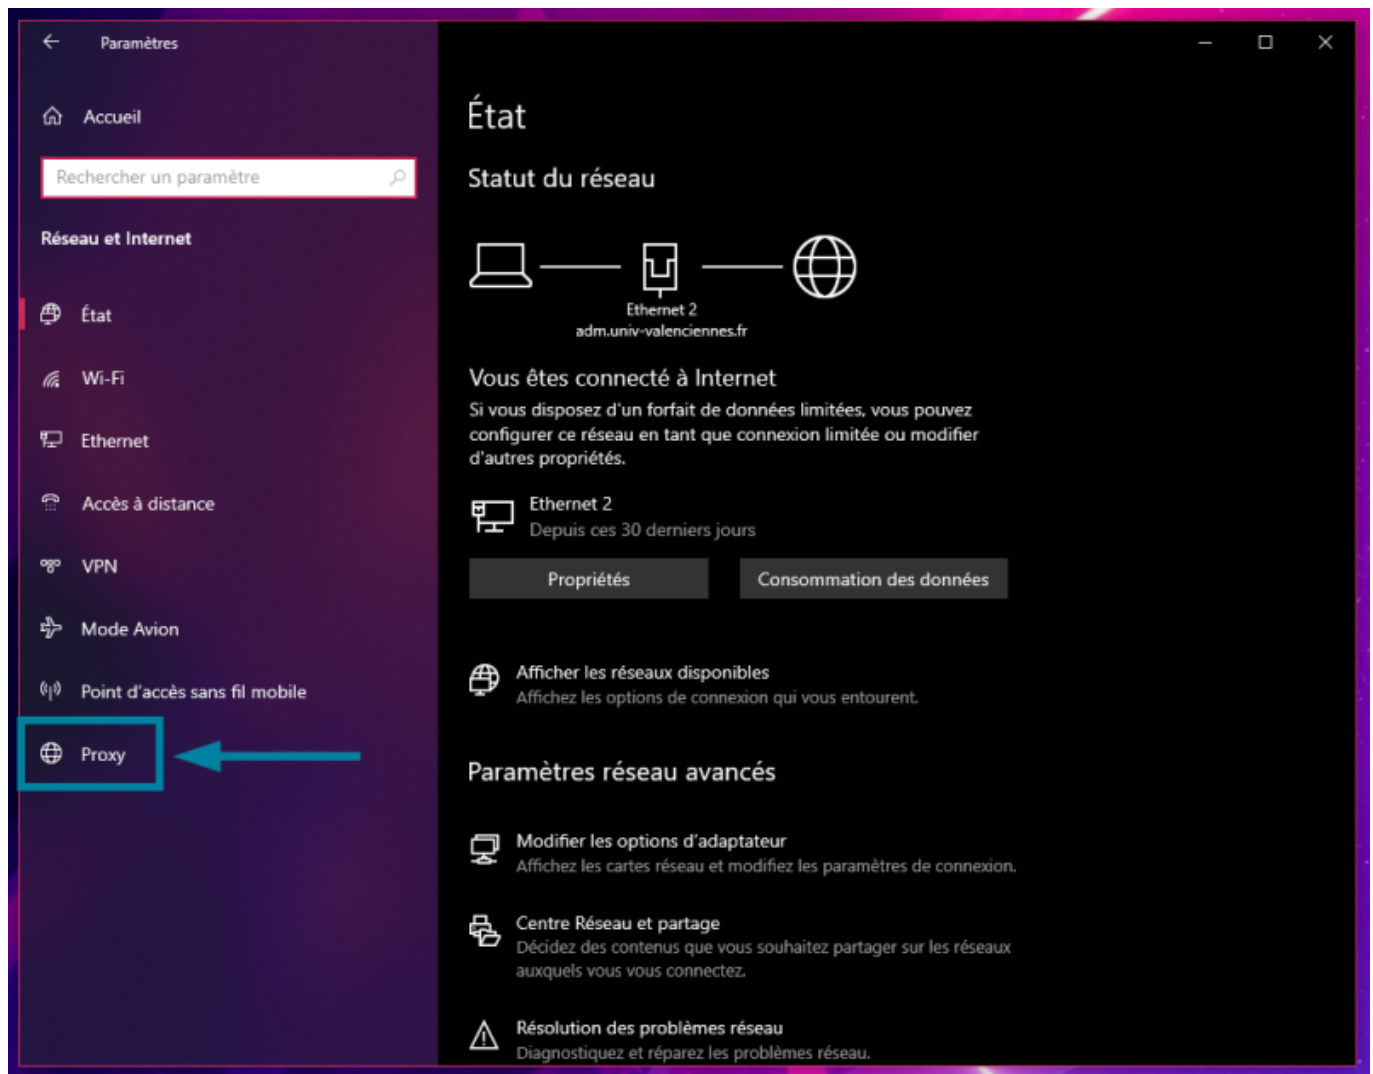 Paramètres
Accueil
Rechercher un paramètre
Réseau et Internet
État
Wi-Fi
Ethernet
Accès à distance
VPN
Mode Avion
Point d'accès sans fil mobile
Proxy
État
Statut du réseau
Ethernet 2
adm.univ-valenciennes.fr
Vous êtes connecté à Internet
Si vous disposez d'un forfait de données limitées, vous pouvez
configurer ce réseau en tant que connexion limitée ou modifier
d'autres propriétés.
Ethernet 2
Depuis ces 30 derniers jours
Propriétés
Consommation des données
Afficher les réseaux disponibles
Affichez les options de connexion qui vous entourent.
Paramètres réseau avancés
Modifier les options d'adaptateur
Affichez les cartes réseau et modifiez les paramètres de connexion.
Centre Réseau et partage
Décidez des contenus que vous souhaitez partager sur les réseaux
auxquels vous vous connectez.
Résolution des problèmes réseau
Diagnostiquez et réparez les problèmes réseau.